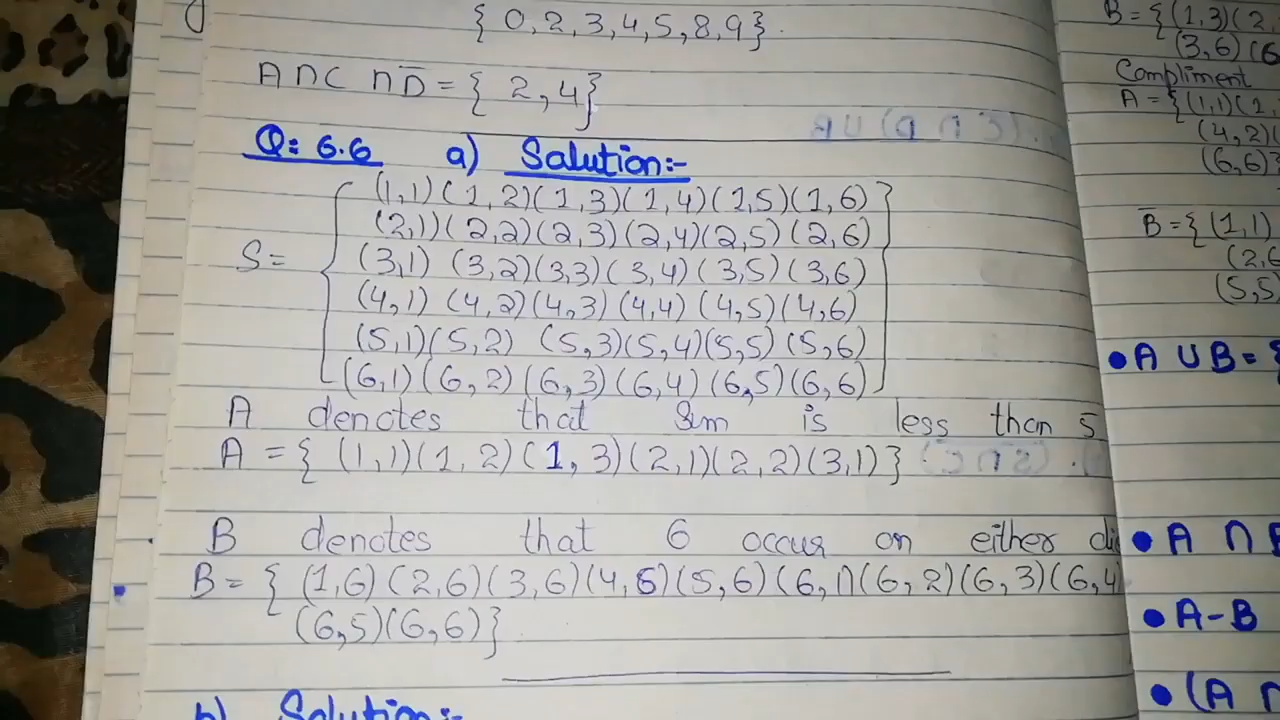 { 0,2,3,4,5,8,9}.
A∩C ∩D̅ = { 2,4}
Q: 6.6 a) Salution:-
S= { (1,1)(1,2)(1,3)(1,4)(1,5)(1,6) }
(2,1)(2,2)(2,3)(2,4)(2,5)(2,6)
(3,1) (3,2)(3,3)(3,4)(3,5)(3,6)
(4,1) (4,2)(4,3)(4,4)(4,5)(4,6)
(5,1)(5,2) (5,3)(5,4)(5,5)(5,6)
(6,1)(6,2)(6,3)(6,4)(6,5)(6,6)
A denotes that is less than 5
A = { (1,1)(1,2)(1,3)(2,1)(2,2)(3,1)}
B denotes that 6 occur on either di
B = { (1,6)(2,6)(3,6)(4,6)(5,6)(6,1)(6,2)(6,3)(6,4
(6,5)(6,6)}
b) Solution:-
B = {(1,3)(2,
(3,6)(6
Compliment
A = {(1,1)(1,
(4,2)(
(6,6)}
B̅ = { (1,1)
(2,6
(5,5)
• A ∪ B = {
• A ∩ B
• A-B
• (A ∩